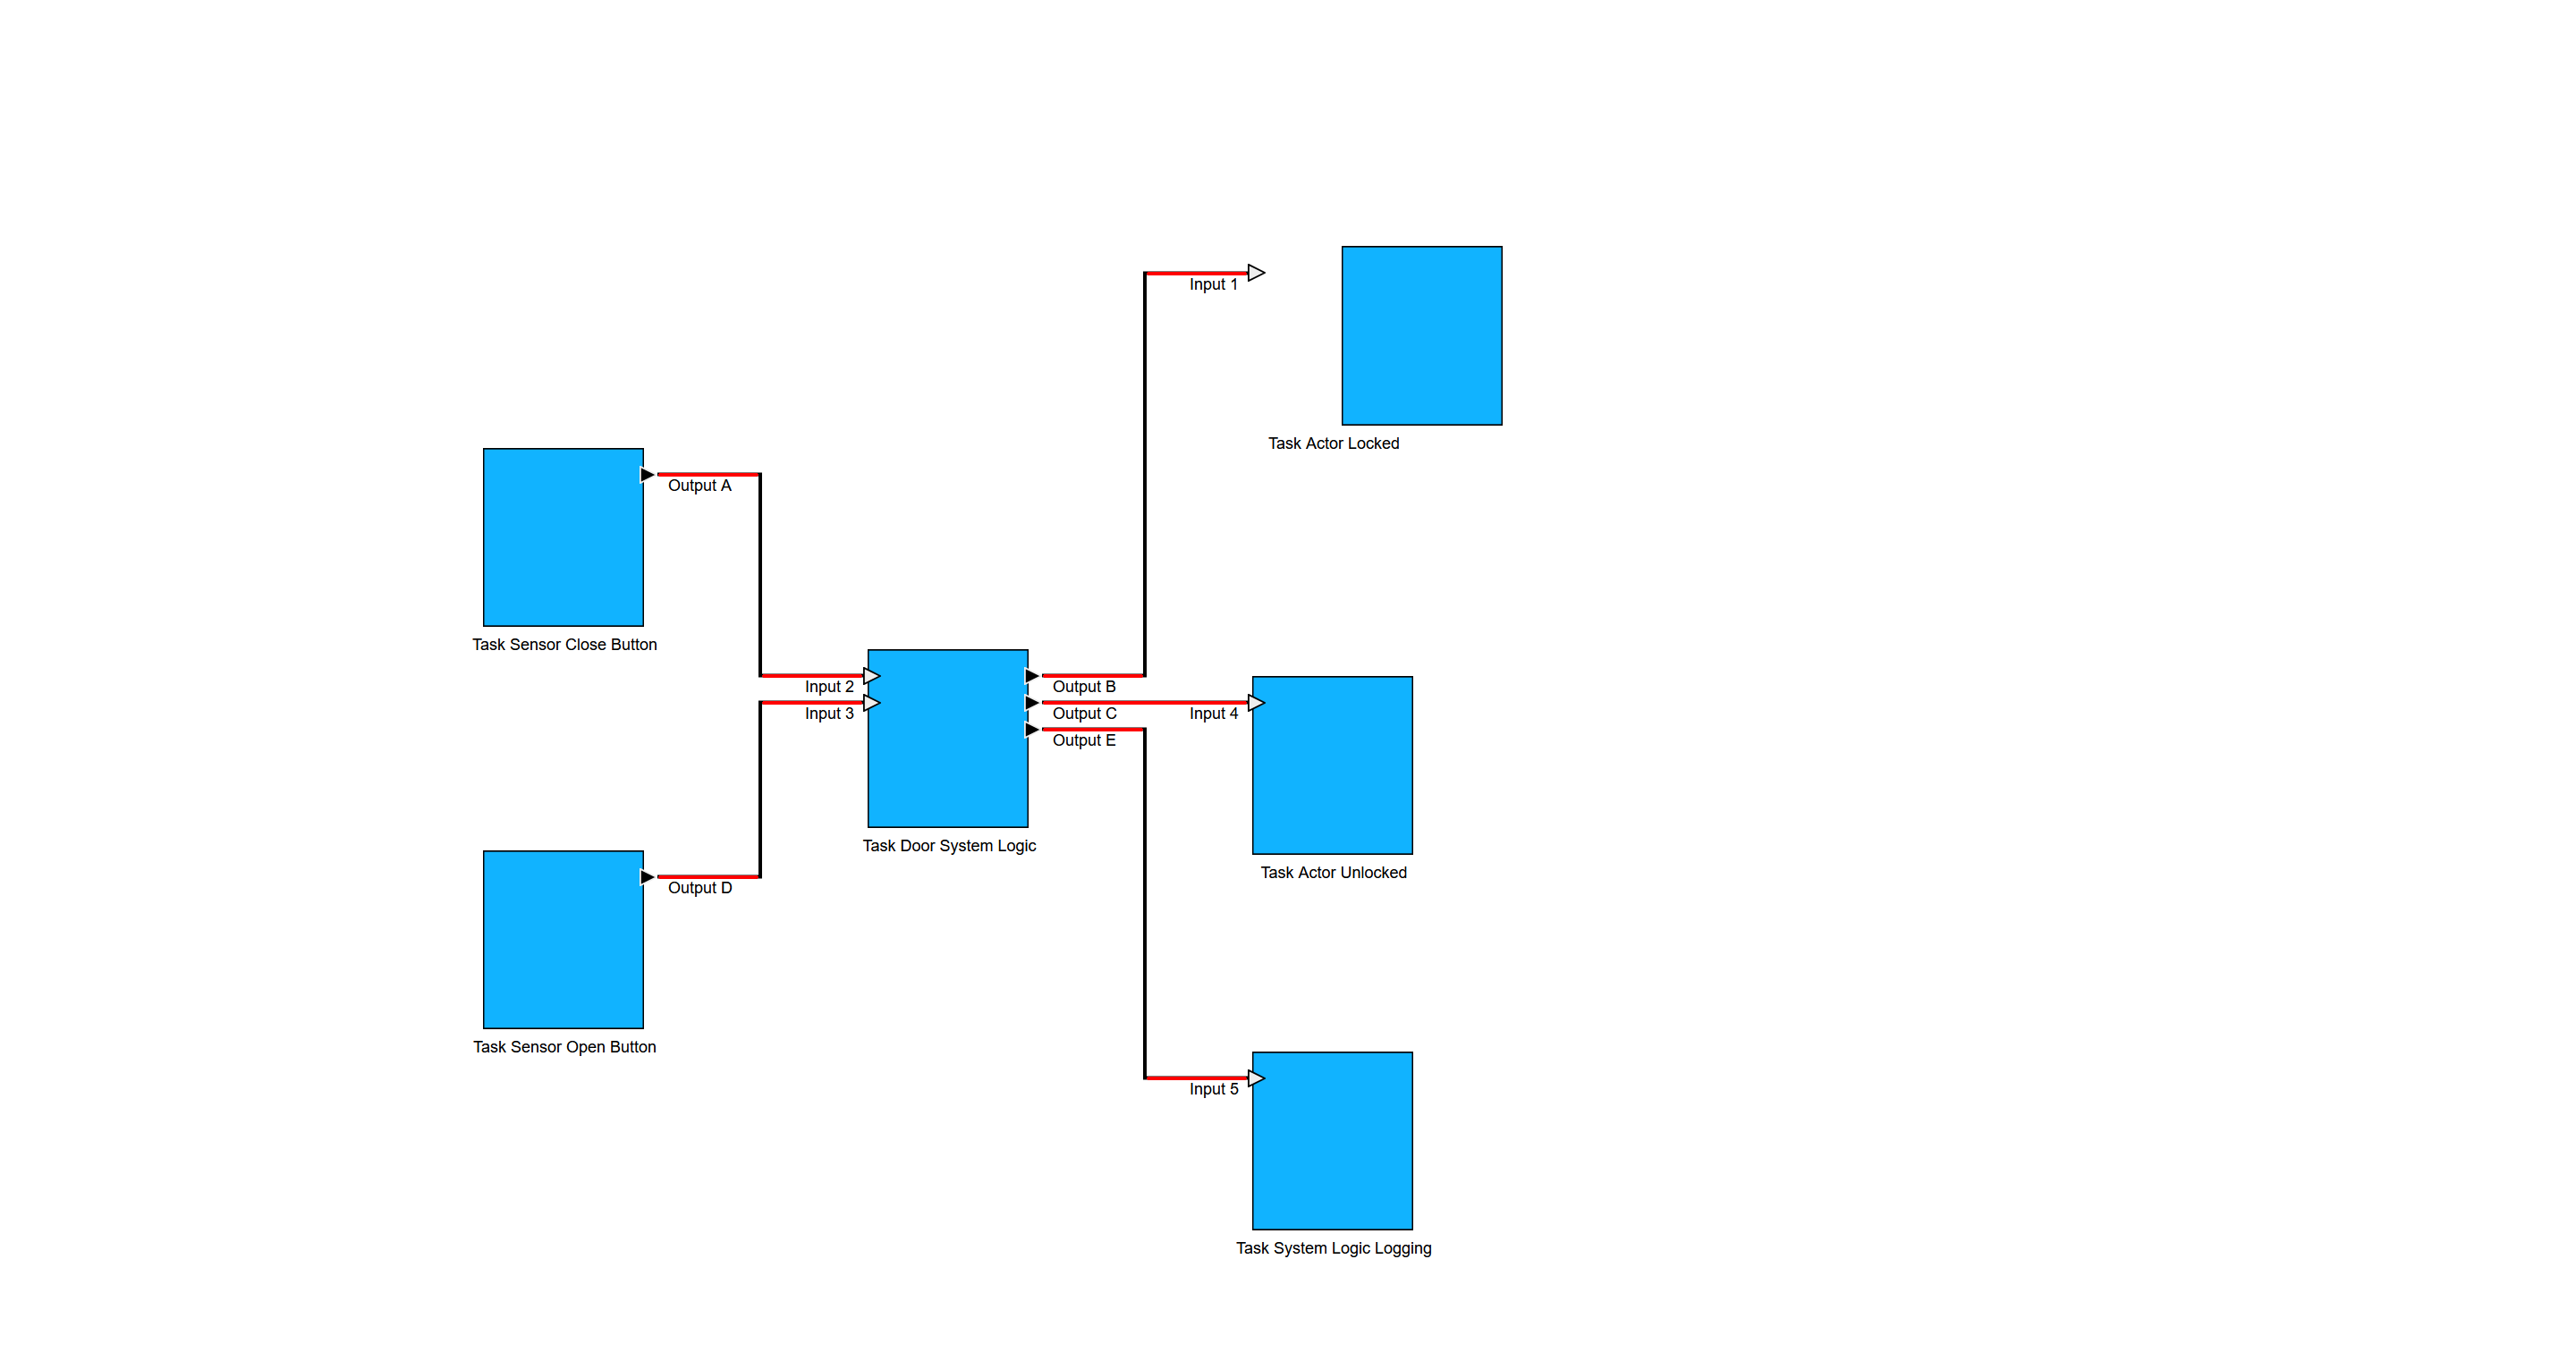 Input 1
Task Actor Locked
Output A
Task Sensor Close Button
Input 2
Output B
Input 3
Output C
Input 4
Output E
Task Door System Logic
Task Actor Unlocked
Output D
Task Sensor Open Button
Input 5
Task System Logic Logging